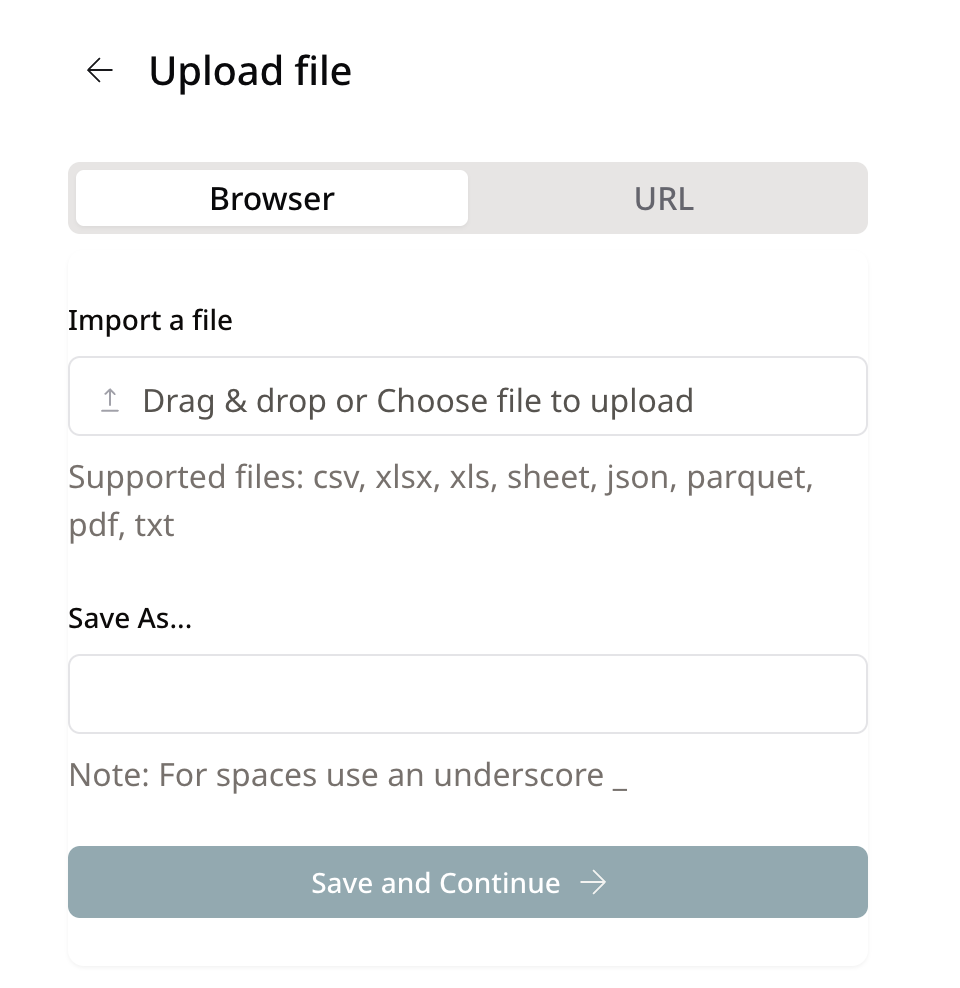 Upload file
Browser
URL
Import a file
Drag & drop or Choose file to upload
Supported files: csv, xlsx, xls, sheet, json, parquet,
pdf, txt
Save As...
Note: For spaces use an underscore _
Save and Continue